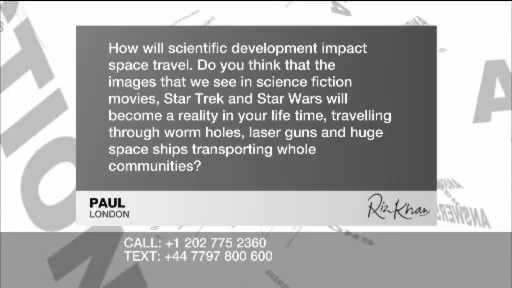 How will scientific development impact
space travel. Do you think that the
images that we see in science fiction
movies, Star Trek and Star Wars will
become a reality in your life time, travelling
through worm holes, laser guns and huge
space ships transporting whole
communities?
PAUL
LONDON
RizKhan
CALL: +1 202 775 2360
TEXT: +44 7797 800 600